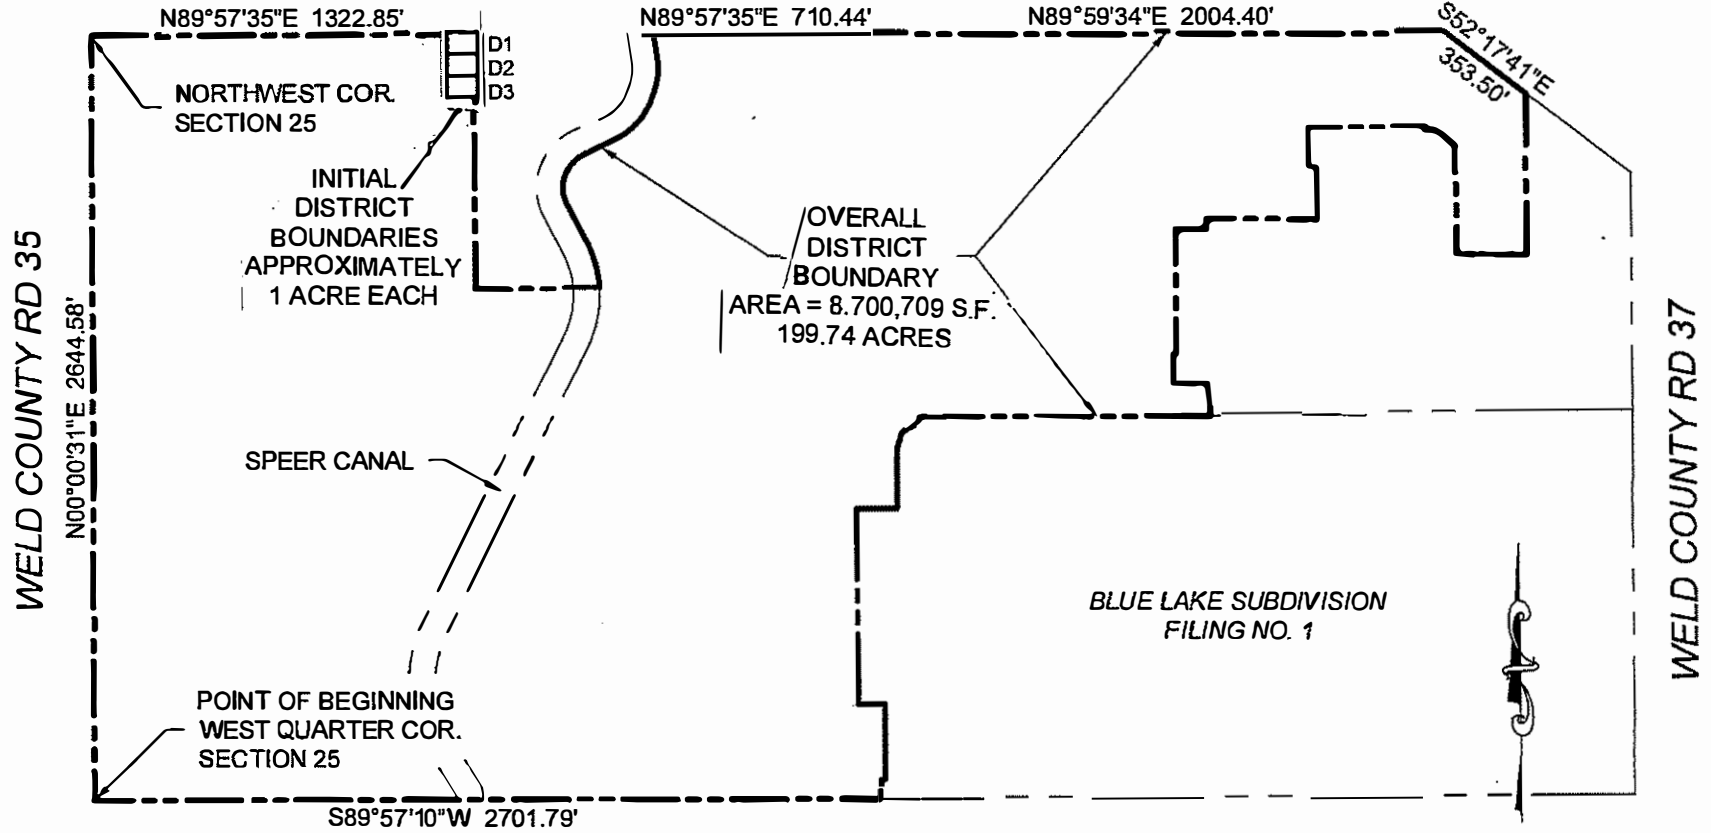 N89°57'35"E 1322.85'
N89°57'35"E 710.44'
N89°59'34"E 2004.40'
S52°17'41"E
353.50'
D1
D2
D3
NORTHWEST COR.
SECTION 25
INITIAL
DISTRICT
BOUNDARIES
APPROXIMATELY
1 ACRE EACH
OVERALL
DISTRICT
BOUNDARY
AREA = 8.700,709 S.F.
199.74 ACRES
WELD COUNTY RD 35
N00°00'31"E 2644.58'
WELD COUNTY RD 37
SPEER CANAL
BLUE LAKE SUBDIVISION
FILING NO. 1
POINT OF BEGINNING
WEST QUARTER COR.
SECTION 25
S89°57'10"W 2701.79'